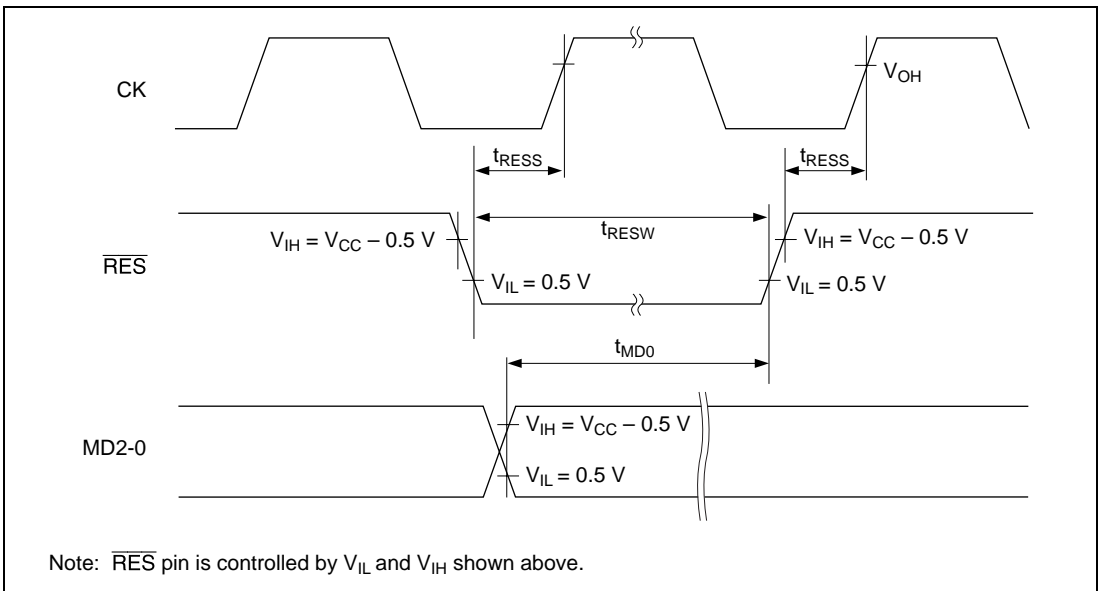 CK
V_OH
t_RESS
t_RESS
t_RESW
V_IH = V_CC – 0.5 V
V_IH = V_CC – 0.5 V
R̅E̅S̅
V_IL = 0.5 V
V_IL = 0.5 V
t_MD0
V_IH = V_CC – 0.5 V
MD2-0
V_IL = 0.5 V
Note: R̅E̅S̅ pin is controlled by V_IL and V_IH shown above.